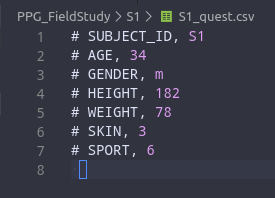 PPG_FieldStudy > S1 > S1_quest.csv
1 # SUBJECT_ID, S1
2 # AGE, 34
3 # GENDER, m
4 # HEIGHT, 182
5 # WEIGHT, 78
6 # SKIN, 3
7 # SPORT, 6
8